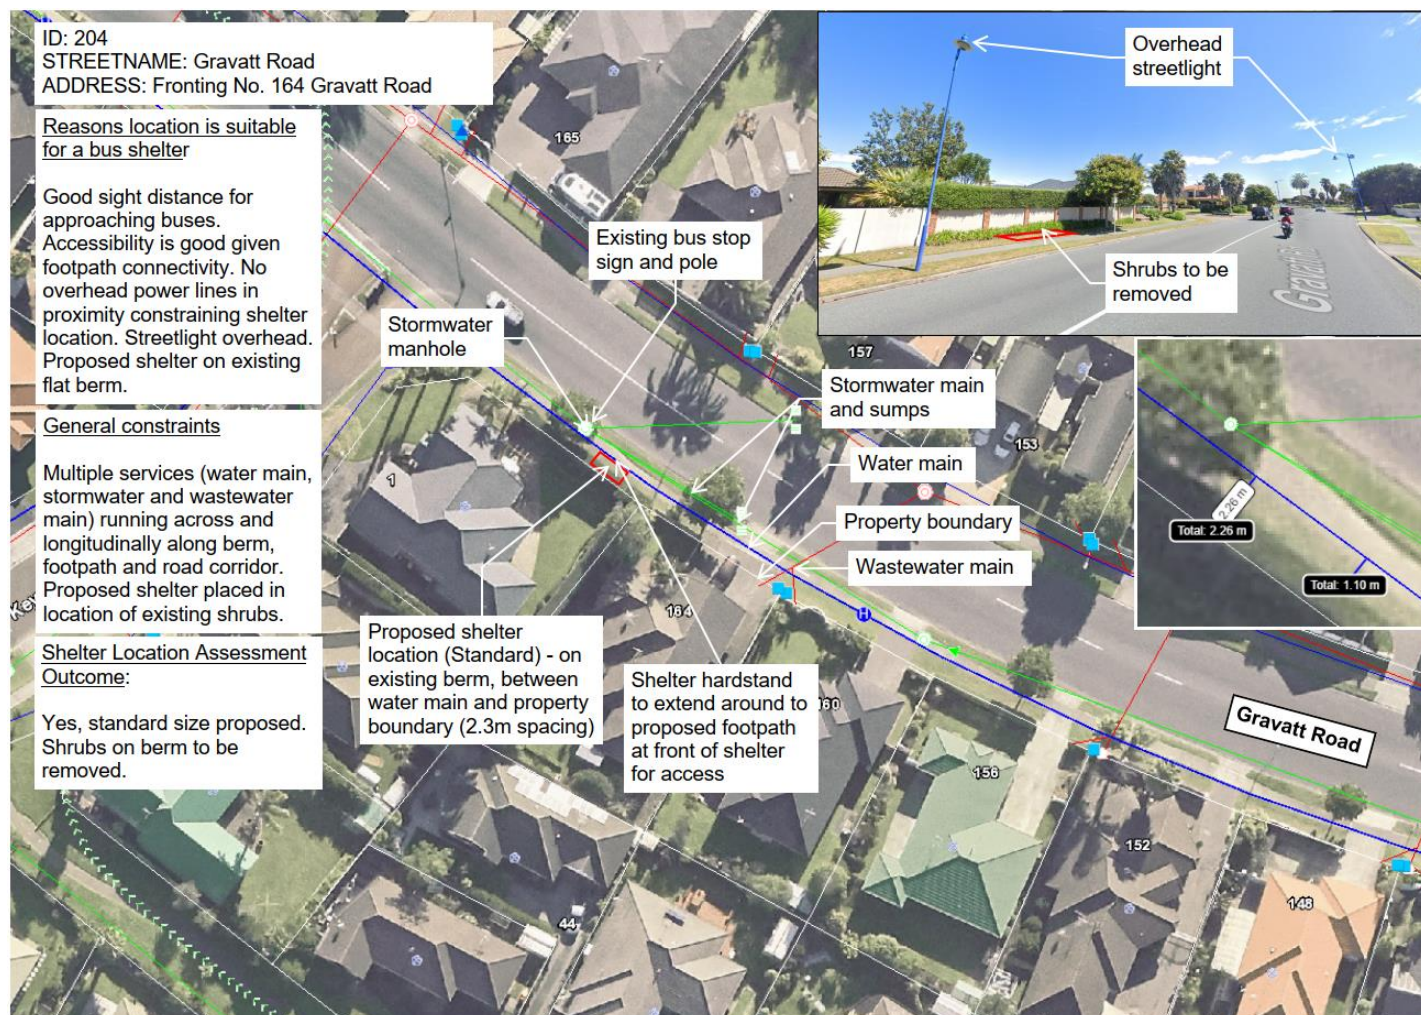 ID: 204
STREETNAME: Gravatt Road
ADDRESS: Fronting No. 164 Gravatt Road
Reasons location is suitable
for a bus shelter
Good sight distance for
approaching buses.
Accessibility is good given
footpath connectivity. No
overhead power lines in
proximity constraining shelter
location. Streetlight overhead.
Proposed shelter on existing
flat berm.
General constraints
Multiple services (water main,
stormwater and wastewater
main) running across and
longitudinally along berm,
footpath and road corridor.
Proposed shelter placed in
location of existing shrubs.
Shelter Location Assessment
Outcome:
Yes, standard size proposed.
Shrubs on berm to be
removed.
Overhead
streetlight
Shrubs to be
removed
165
Existing bus stop
sign and pole
Stormwater
manhole
157
Stormwater main
and sumps
153
Water main
Property boundary
Wastewater main
2.26 m
Total: 2.26 m
Total: 1.10 m
1
164
H
Proposed shelter
location (Standard) - on
existing berm, between
water main and property
boundary (2.3m spacing)
Shelter hardstand
to extend around to
proposed footpath
at front of shelter
for access
160
Gravatt Road
156
152
148
44